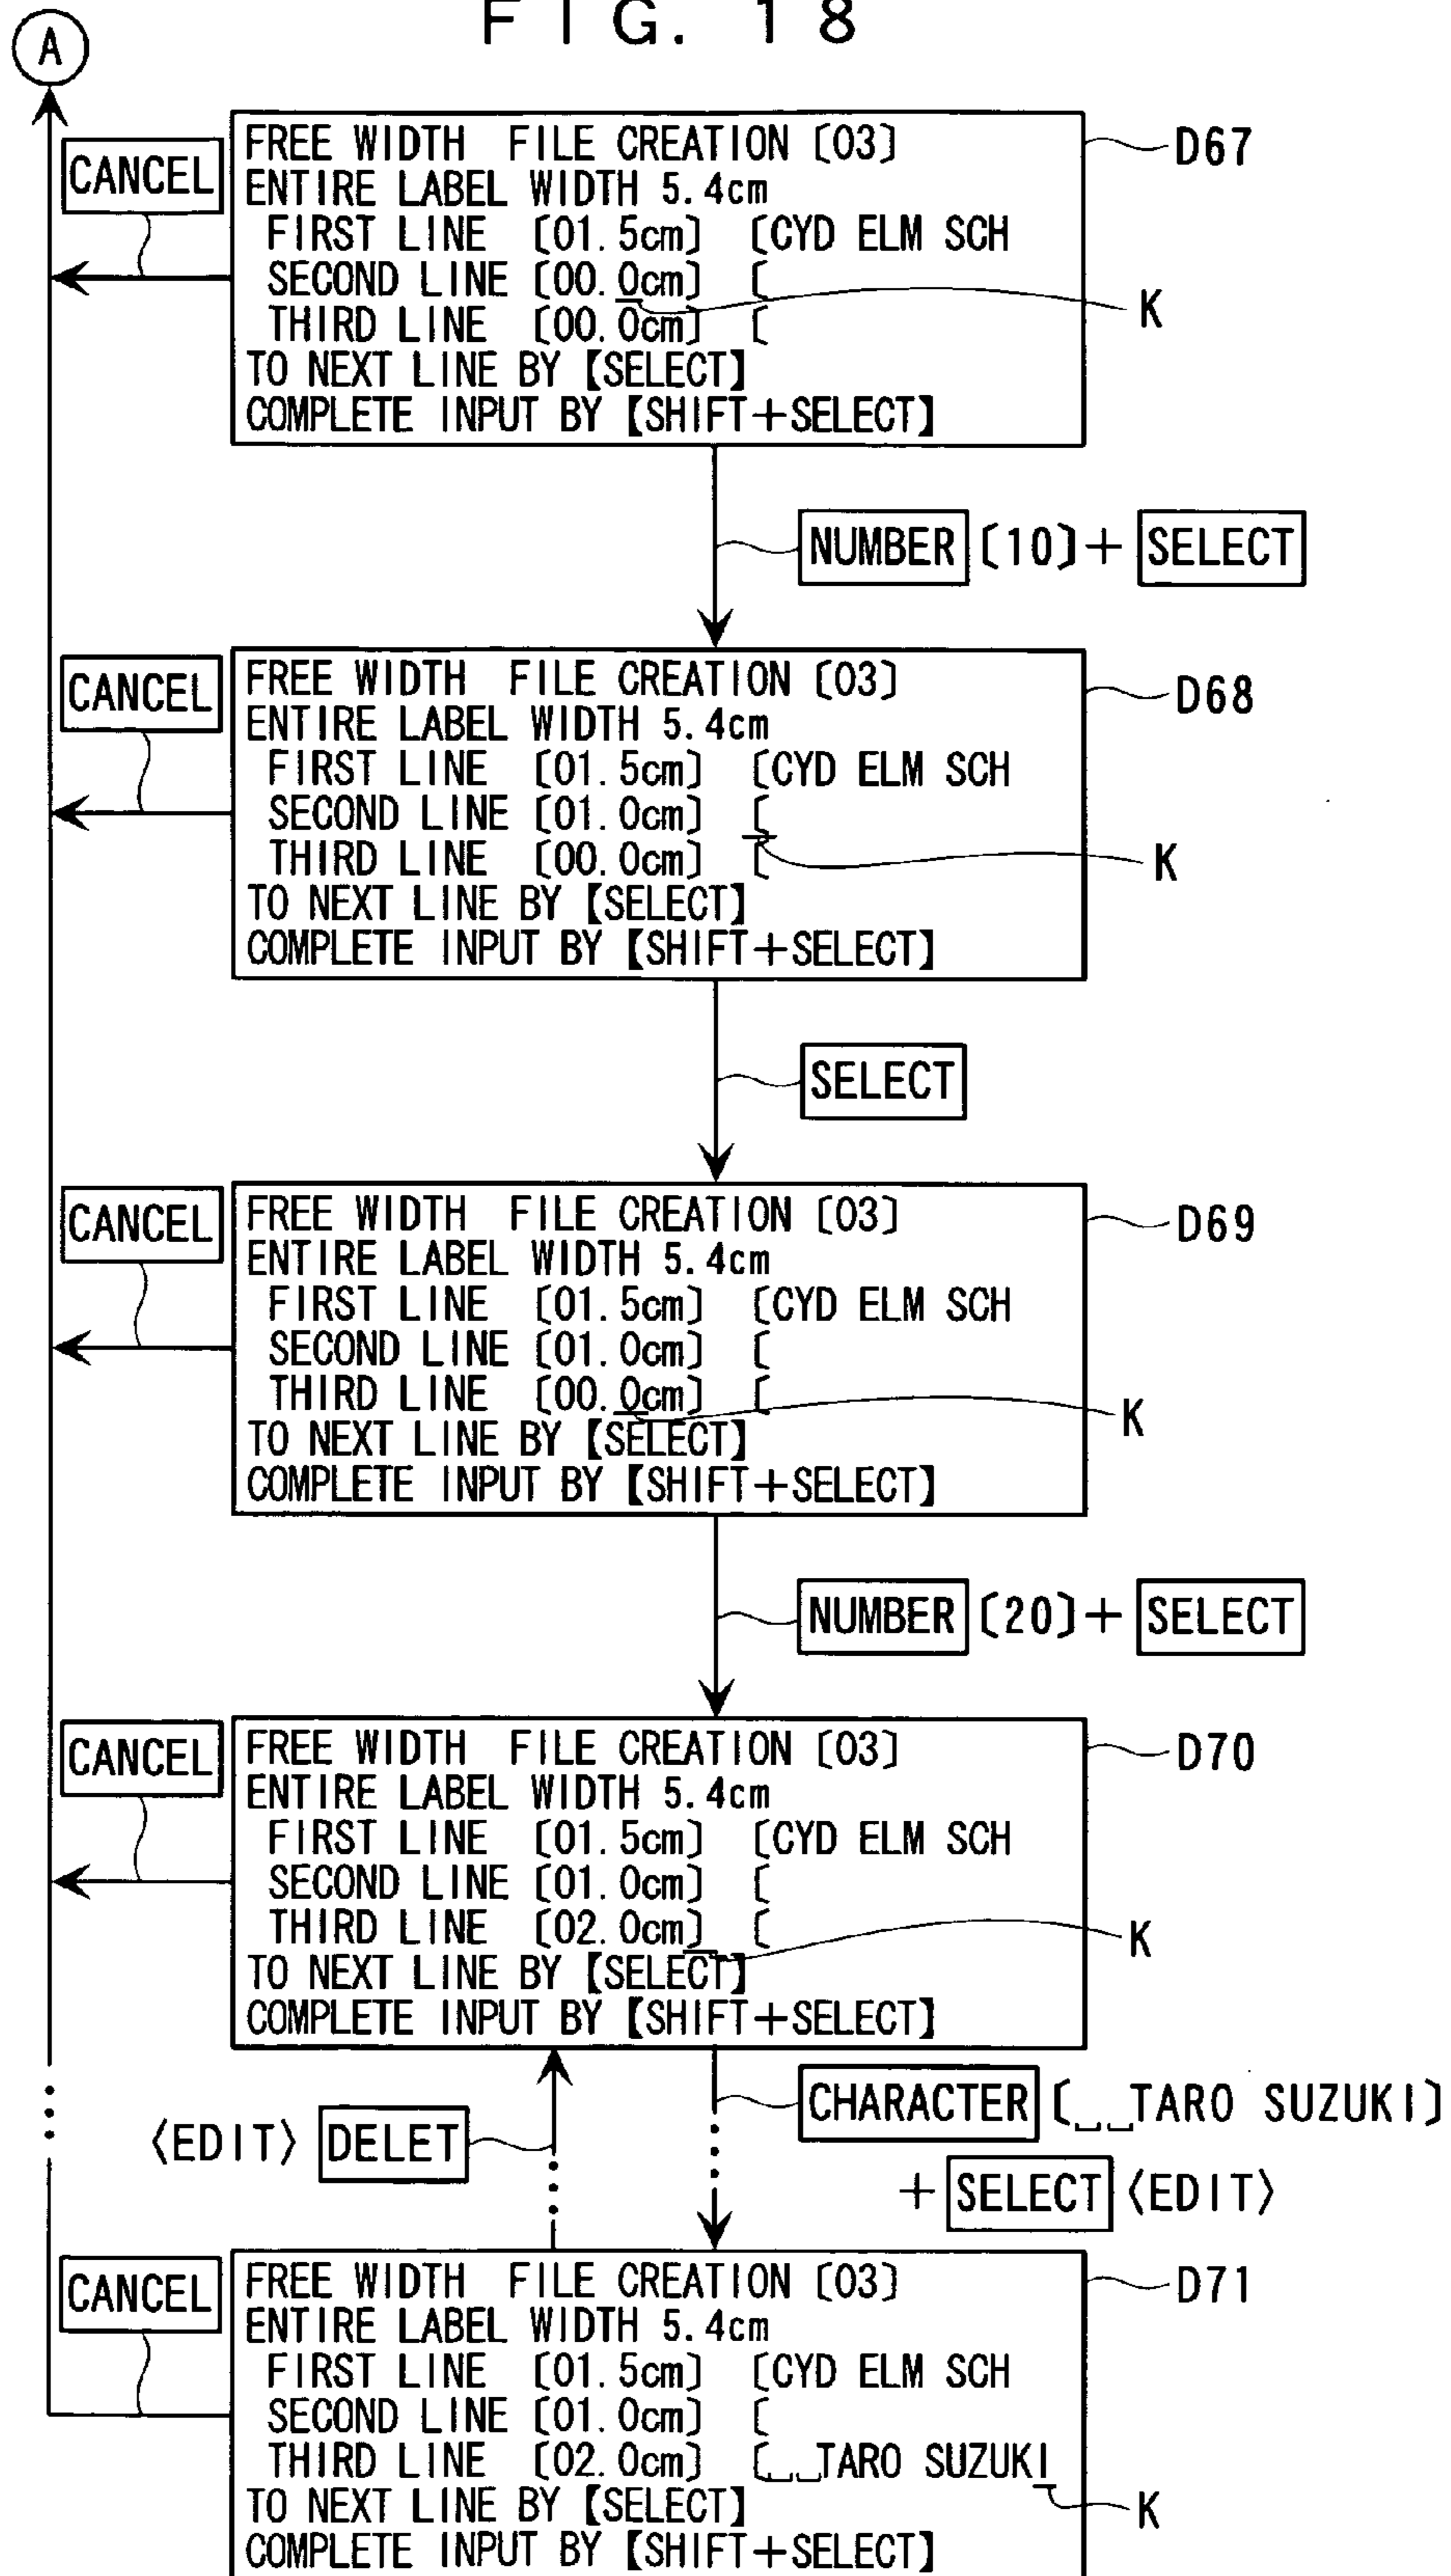 FIG. 18
A
CANCEL
FREE WIDTH FILE CREATION [03]
ENTIRE LABEL WIDTH 5.4cm
FIRST LINE [01.5cm] [CYD ELM SCH
SECOND LINE [00.0cm] [
THIRD LINE [00.0cm] [
TO NEXT LINE BY 【SELECT】
COMPLETE INPUT BY 【SHIFT+SELECT】
D67
K
NUMBER [10]+ SELECT
CANCEL
FREE WIDTH FILE CREATION [03]
ENTIRE LABEL WIDTH 5.4cm
FIRST LINE [01.5cm] [CYD ELM SCH
SECOND LINE [01.0cm] [
THIRD LINE [00.0cm] [
TO NEXT LINE BY 【SELECT】
COMPLETE INPUT BY 【SHIFT+SELECT】
D68
K
SELECT
CANCEL
FREE WIDTH FILE CREATION [03]
ENTIRE LABEL WIDTH 5.4cm
FIRST LINE [01.5cm] [CYD ELM SCH
SECOND LINE [01.0cm] [
THIRD LINE [00.0cm] [
TO NEXT LINE BY 【SELECT】
COMPLETE INPUT BY 【SHIFT+SELECT】
D69
K
NUMBER [20]+ SELECT
CANCEL
FREE WIDTH FILE CREATION [03]
ENTIRE LABEL WIDTH 5.4cm
FIRST LINE [01.5cm] [CYD ELM SCH
SECOND LINE [01.0cm] [
THIRD LINE [02.0cm] [
TO NEXT LINE BY 【SELECT】
COMPLETE INPUT BY 【SHIFT+SELECT】
D70
K
〈EDIT〉 DELET
CHARACTER [␣␣TARO SUZUKI]
+ SELECT 〈EDIT〉
CANCEL
FREE WIDTH FILE CREATION [03]
ENTIRE LABEL WIDTH 5.4cm
FIRST LINE [01.5cm] [CYD ELM SCH
SECOND LINE [01.0cm] [
THIRD LINE [02.0cm] [␣␣TARO SUZUKI
TO NEXT LINE BY 【SELECT】
COMPLETE INPUT BY 【SHIFT+SELECT】
D71
K